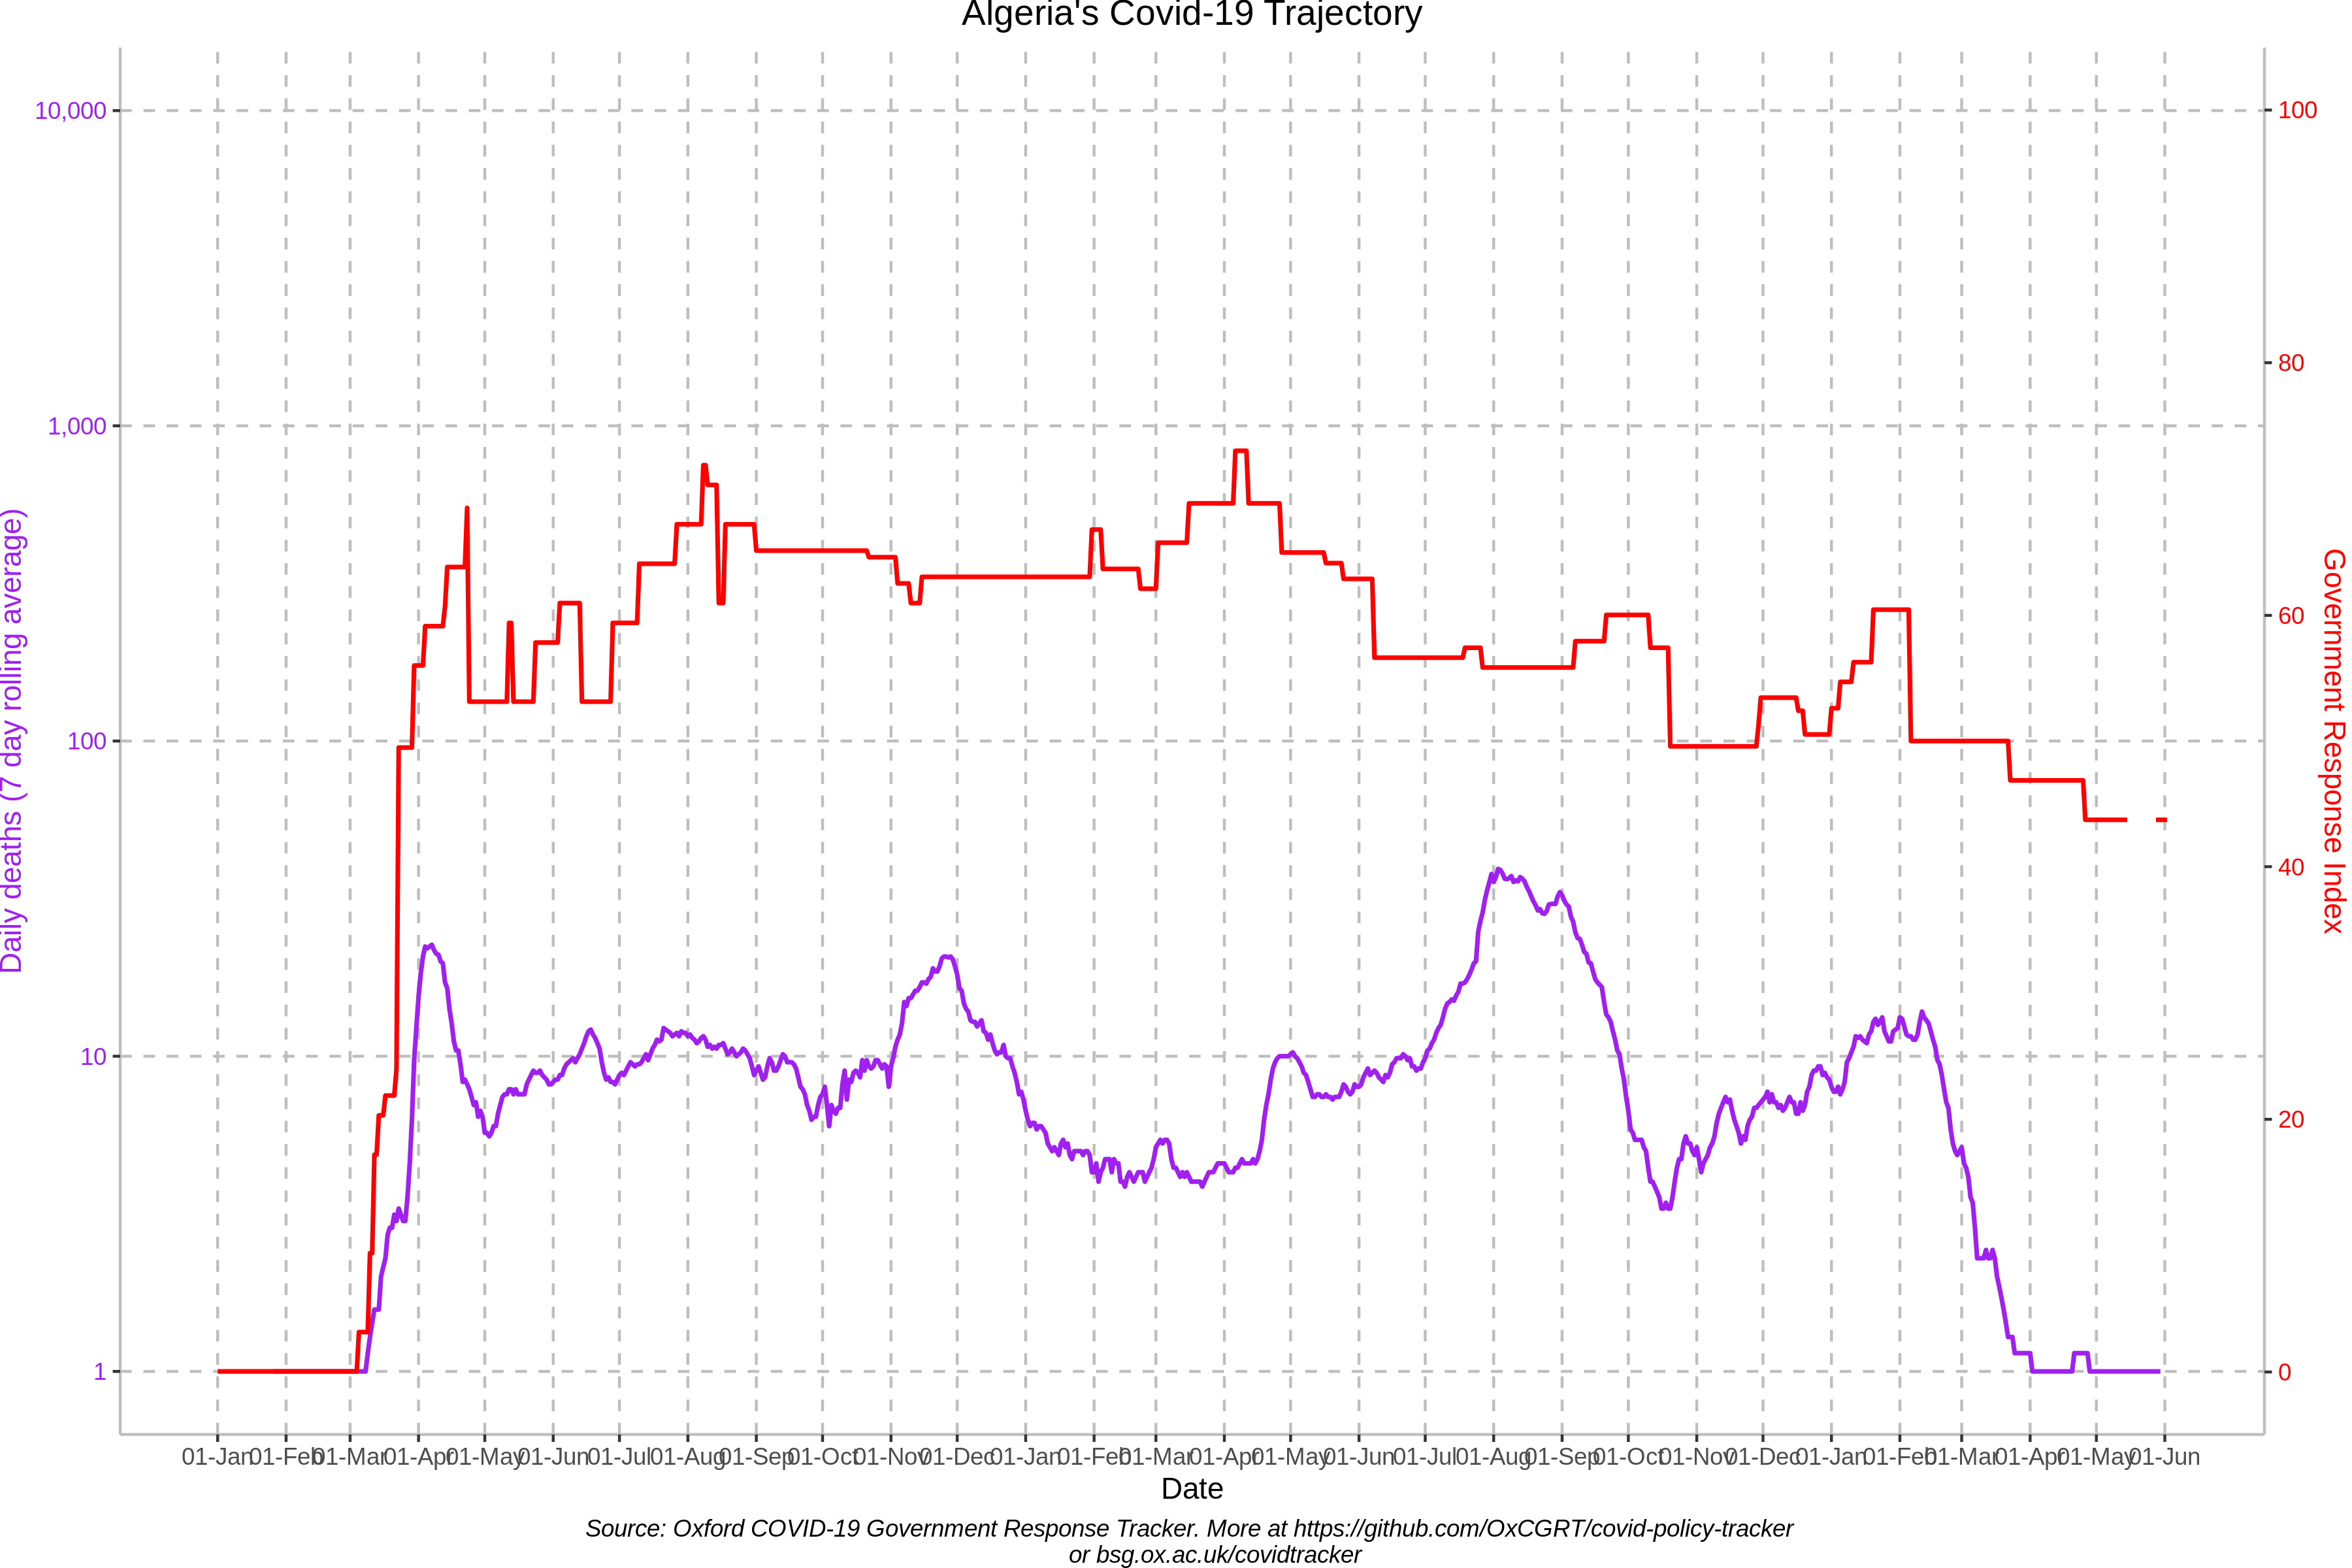 Algeria's Covid-19 Trajectory
10,000
1,000
100
10
1
Daily deaths (7 day rolling average)
100
80
60
40
20
0
Government Response Index
01-Jan 01-Feb 01-Mar 01-Apr 01-May 01-Jun 01-Jul 01-Aug 01-Sep 01-Oct 01-Nov 01-Dec 01-Jan 01-Feb 01-Mar 01-Apr 01-May 01-Jun 01-Jul 01-Aug 01-Sep 01-Oct 01-Nov 01-Dec 01-Jan 01-Feb 01-Mar 01-Apr 01-May 01-Jun
Date
Source: Oxford COVID-19 Government Response Tracker. More at https://github.com/OxCGRT/covid-policy-tracker
or bsg.ox.ac.uk/covidtracker